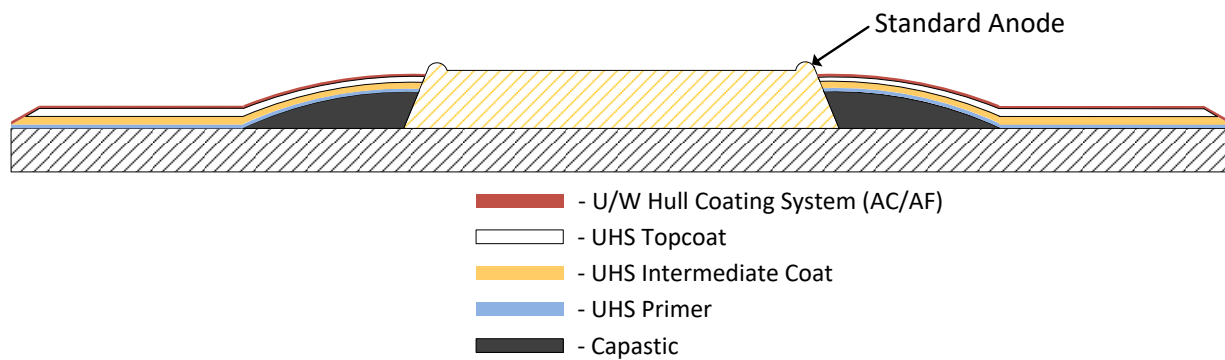 Standard Anode
- U/W Hull Coating System (AC/AF)
- UHS Topcoat
- UHS Intermediate Coat
- UHS Primer
- Capastic